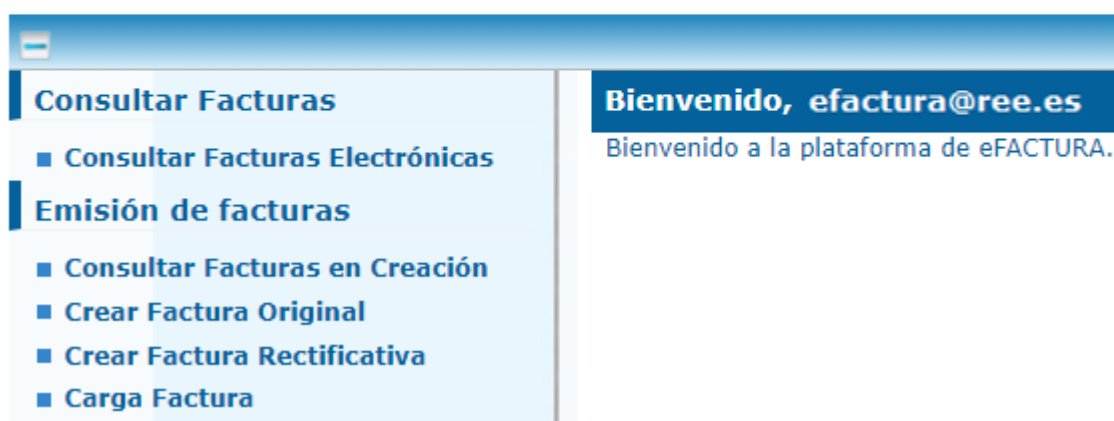 Consultar Facturas
Consultar Facturas Electrónicas
Emisión de facturas
Consultar Facturas en Creación
Crear Factura Original
Crear Factura Rectificativa
Carga Factura
Bienvenido, efactura@ree.es
Bienvenido a la plataforma de eFACTURA.